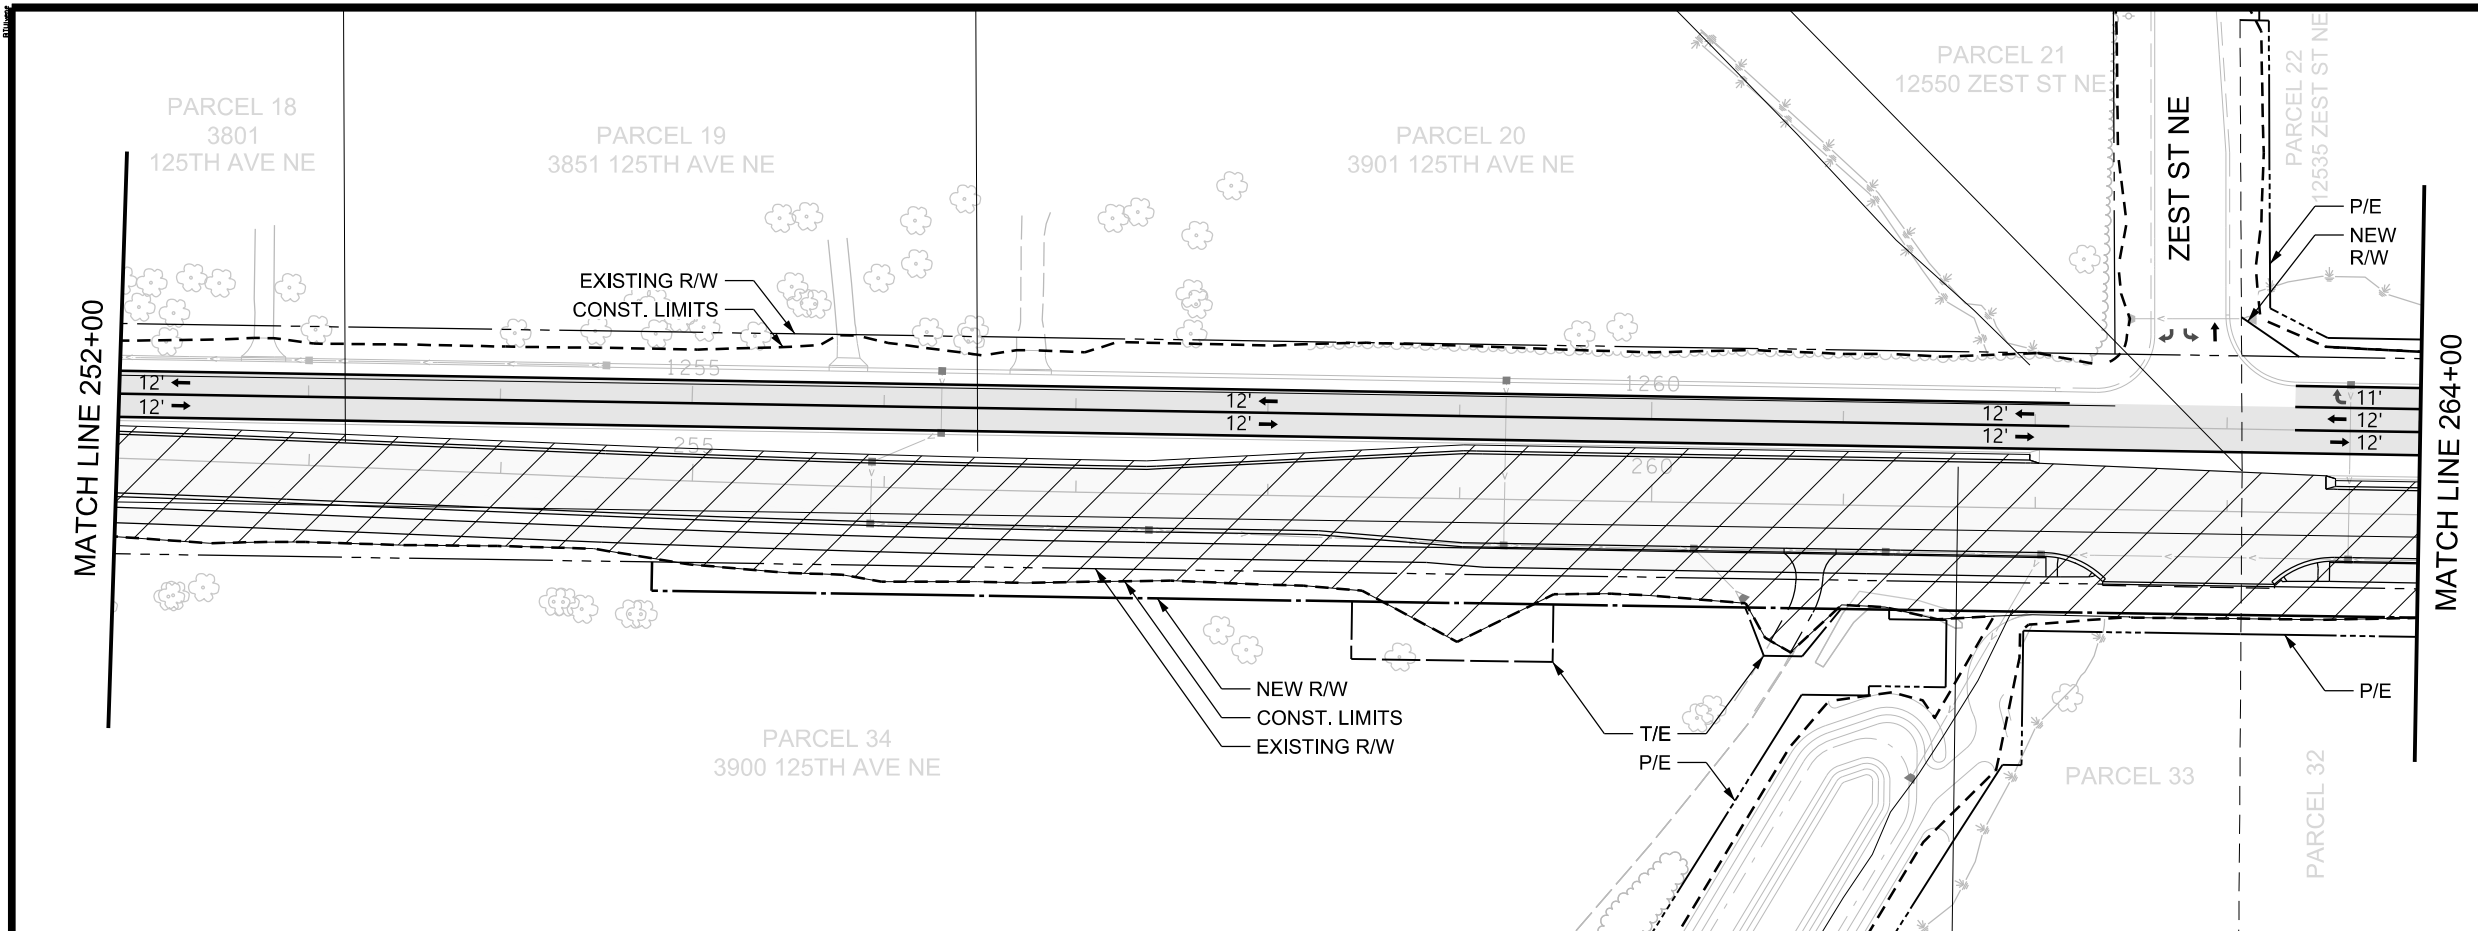 PARCEL 18
3801
125TH AVE NE
PARCEL 19
3851 125TH AVE NE
PARCEL 20
3901 125TH AVE NE
PARCEL 21
12550 ZEST ST NE
ZEST ST NE
PARCEL 22
12535 ZEST ST NE
P/E
NEW
R/W
EXISTING R/W
CONST. LIMITS
MATCH LINE 252+00
MATCH LINE 264+00
1255
1260
12'
12'
12'
12'
12'
12'
11'
12'
12'
255
260
NEW R/W
CONST. LIMITS
EXISTING R/W
T/E
P/E
P/E
PARCEL 34
3900 125TH AVE NE
PARCEL 33
PARCEL 32